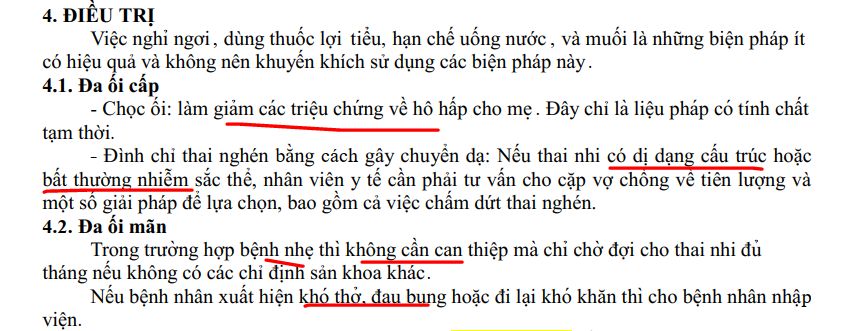 4. ĐIỀU TRỊ
Việc nghỉ ngơi, dùng thuốc lợi tiểu, hạn chế uống nước, và muối là những biện pháp ít
có hiệu quả và không nên khuyến khích sử dụng các biện pháp này.
4.1. Đa ối cấp
- Chọc ối: làm giảm các triệu chứng về hô hấp cho mẹ. Đây chỉ là liệu pháp có tính chất
tạm thời.
- Đình chỉ thai nghén bằng cách gây chuyển dạ: Nếu thai nhi có dị dạng cấu trúc hoặc
bất thường nhiễm sắc thể, nhân viên y tế cần phải tư vấn cho cặp vợ chồng về tiên lượng và
một số giải pháp để lựa chọn, bao gồm cả việc chấm dứt thai nghén.
4.2. Đa ối mãn
Trong trường hợp bệnh nhẹ thì không cần can thiệp mà chỉ chờ đợi cho thai nhi đủ
tháng nếu không có các chỉ định sản khoa khác.
Nếu bệnh nhân xuất hiện khó thở, đau bụng hoặc đi lại khó khăn thì cho bệnh nhân nhập
viện.